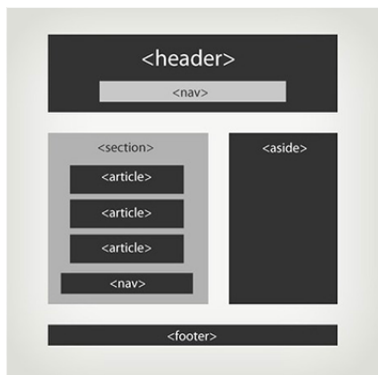 <header>
<nav>
<section>
<article>
<article>
<article>
<nav>
<aside>
<footer>